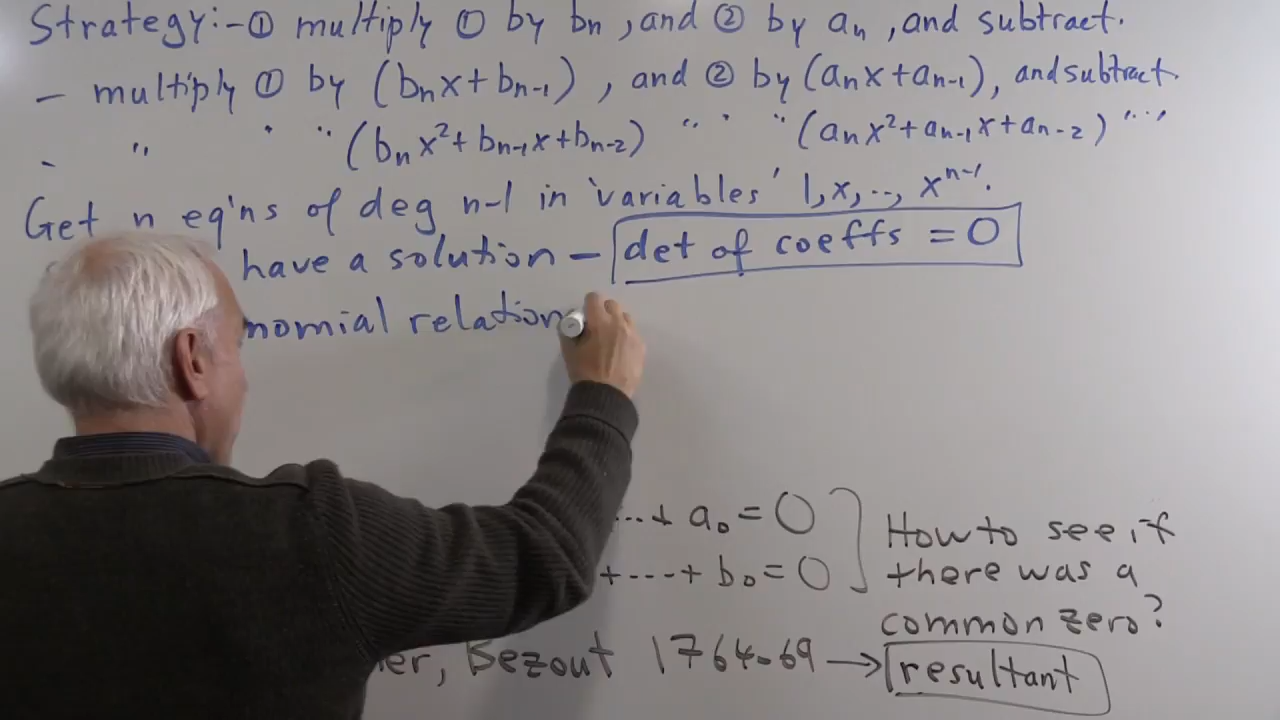 Strategy:- ① multiply ① by bn, and ② by an, and subtract.
- multiply ① by (bnx+bn-1), and ② by (anx+an-1), and subtract.
- " " " (bnx²+bn-1x+bn-2) " " " (anx²+an-1x+an-2) " "
Get n eq'ns of deg n-1 in 'variables' 1,x,..,x^n-1.
have a solution - det of coeffs = 0
nomial relation
...+ a0 = 0
+---+ b0 = 0
How to see if
there was a
common zero?
Bezout 1764-69 → resultant